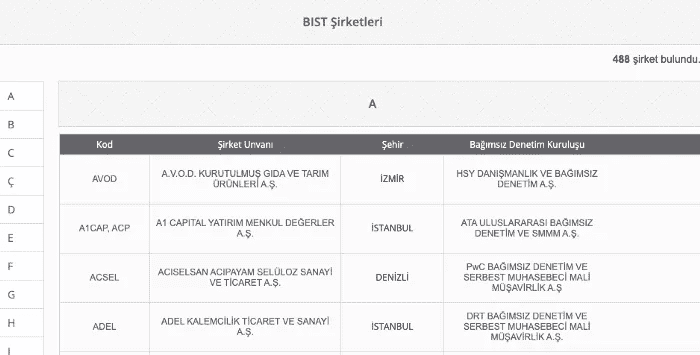 BIST Şirketleri
488 şirket bulundu.
A
B
C
Ç
D
E
F
G
H
I
A
Kod Şirket Unvanı Şehir Bağımsız Denetim Kuruluşu
AVOD
A.V.O.D. KURUTULMUŞ GIDA VE TARIM
ÜRÜNLERİ A.Ş.
İZMİR
HSY DANIŞMANLIK VE BAĞIMSIZ
DENETİM A.Ş.
A1CAP, ACP
A1 CAPITAL YATIRIM MENKUL DEĞERLER
A.Ş.
İSTANBUL
ATA ULUSLARARASI BAĞIMSIZ
DENETİM VE SMMM A.Ş.
ACSEL
ACISELSAN ACIPAYAM SELÜLOZ SANAYİ
VE TİCARET A.Ş.
DENİZLİ
PwC BAĞIMSIZ DENETİM VE
SERBEST MUHASEBECİ MALİ
MÜŞAVİRLİK A.Ş
ADEL
ADEL KALEMCİLİK TİCARET VE SANAYİ
A.Ş.
İSTANBUL
DRT BAĞIMSIZ DENETİM VE
SERBEST MUHASEBECİ MALİ
MÜŞAVİRLİK A.Ş.